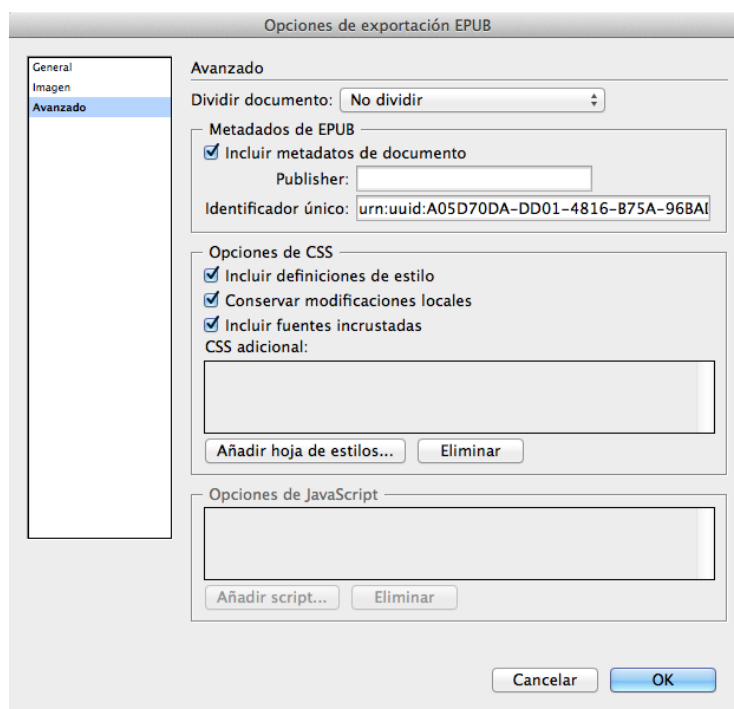 Opciones de exportación EPUB
General
Imagen
Avanzado
Avanzado
Dividir documento: No dividir
Metadados de EPUB
Incluir metadatos de documento
Publisher:
Identificador único: urn:uuid:A05D70DA-DD01-4816-B75A-96BAD
Opciones de CSS
Incluir definiciones de estilo
Conservar modificaciones locales
Incluir fuentes incrustadas
CSS adicional:
Añadir hoja de estilos... Eliminar
Opciones de JavaScript
Añadir script... Eliminar
Cancelar OK